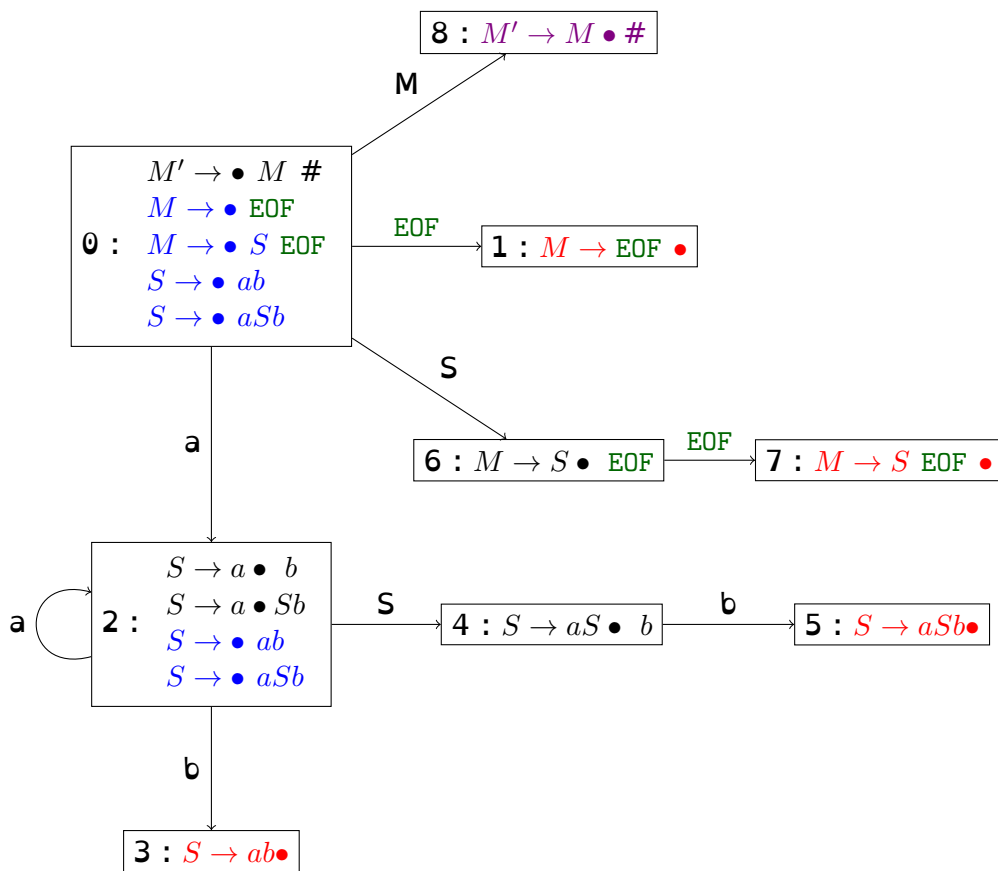 8 : M′ → M • #
M
0 :
M′ → • M #
M → • EOF
M → • S EOF
S → • ab
S → • aSb
EOF
1 : M → EOF •
S
a
6 : M → S • EOF
EOF
7 : M → S EOF •
a
2 :
S → a • b
S → a • Sb
S → • ab
S → • aSb
S
4 : S → aS • b
b
5 : S → aSb•
b
3 : S → ab•